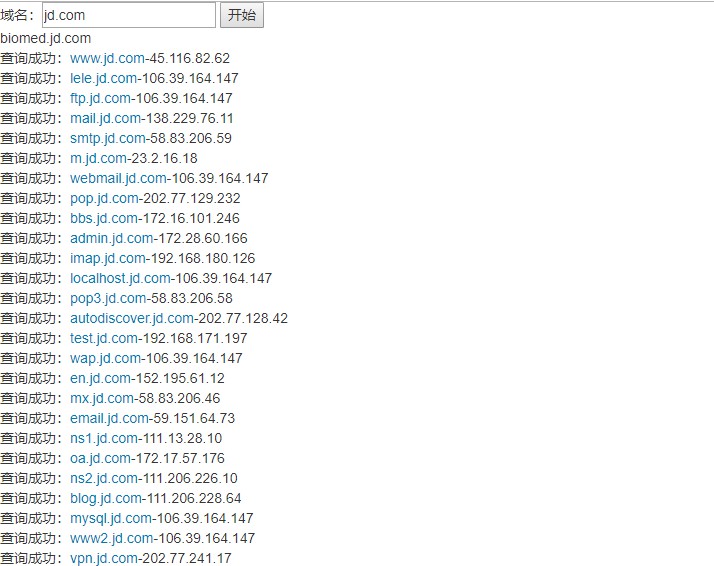 域名：jd.com 开始
biomed.jd.com
查询成功：www.jd.com-45.116.82.62
查询成功：lele.jd.com-106.39.164.147
查询成功：ftp.jd.com-106.39.164.147
查询成功：mail.jd.com-138.229.76.11
查询成功：smtp.jd.com-58.83.206.59
查询成功：m.jd.com-23.2.16.18
查询成功：webmail.jd.com-106.39.164.147
查询成功：pop.jd.com-202.77.129.232
查询成功：bbs.jd.com-172.16.101.246
查询成功：admin.jd.com-172.28.60.166
查询成功：imap.jd.com-192.168.180.126
查询成功：localhost.jd.com-106.39.164.147
查询成功：pop3.jd.com-58.83.206.58
查询成功：autodiscover.jd.com-202.77.128.42
查询成功：test.jd.com-192.168.171.197
查询成功：wap.jd.com-106.39.164.147
查询成功：en.jd.com-152.195.61.12
查询成功：mx.jd.com-58.83.206.46
查询成功：email.jd.com-59.151.64.73
查询成功：ns1.jd.com-111.13.28.10
查询成功：oa.jd.com-172.17.57.176
查询成功：ns2.jd.com-111.206.226.10
查询成功：blog.jd.com-111.206.228.64
查询成功：mysql.jd.com-106.39.164.147
查询成功：www2.jd.com-106.39.164.147
查询成功：vpn.jd.com-202.77.241.17